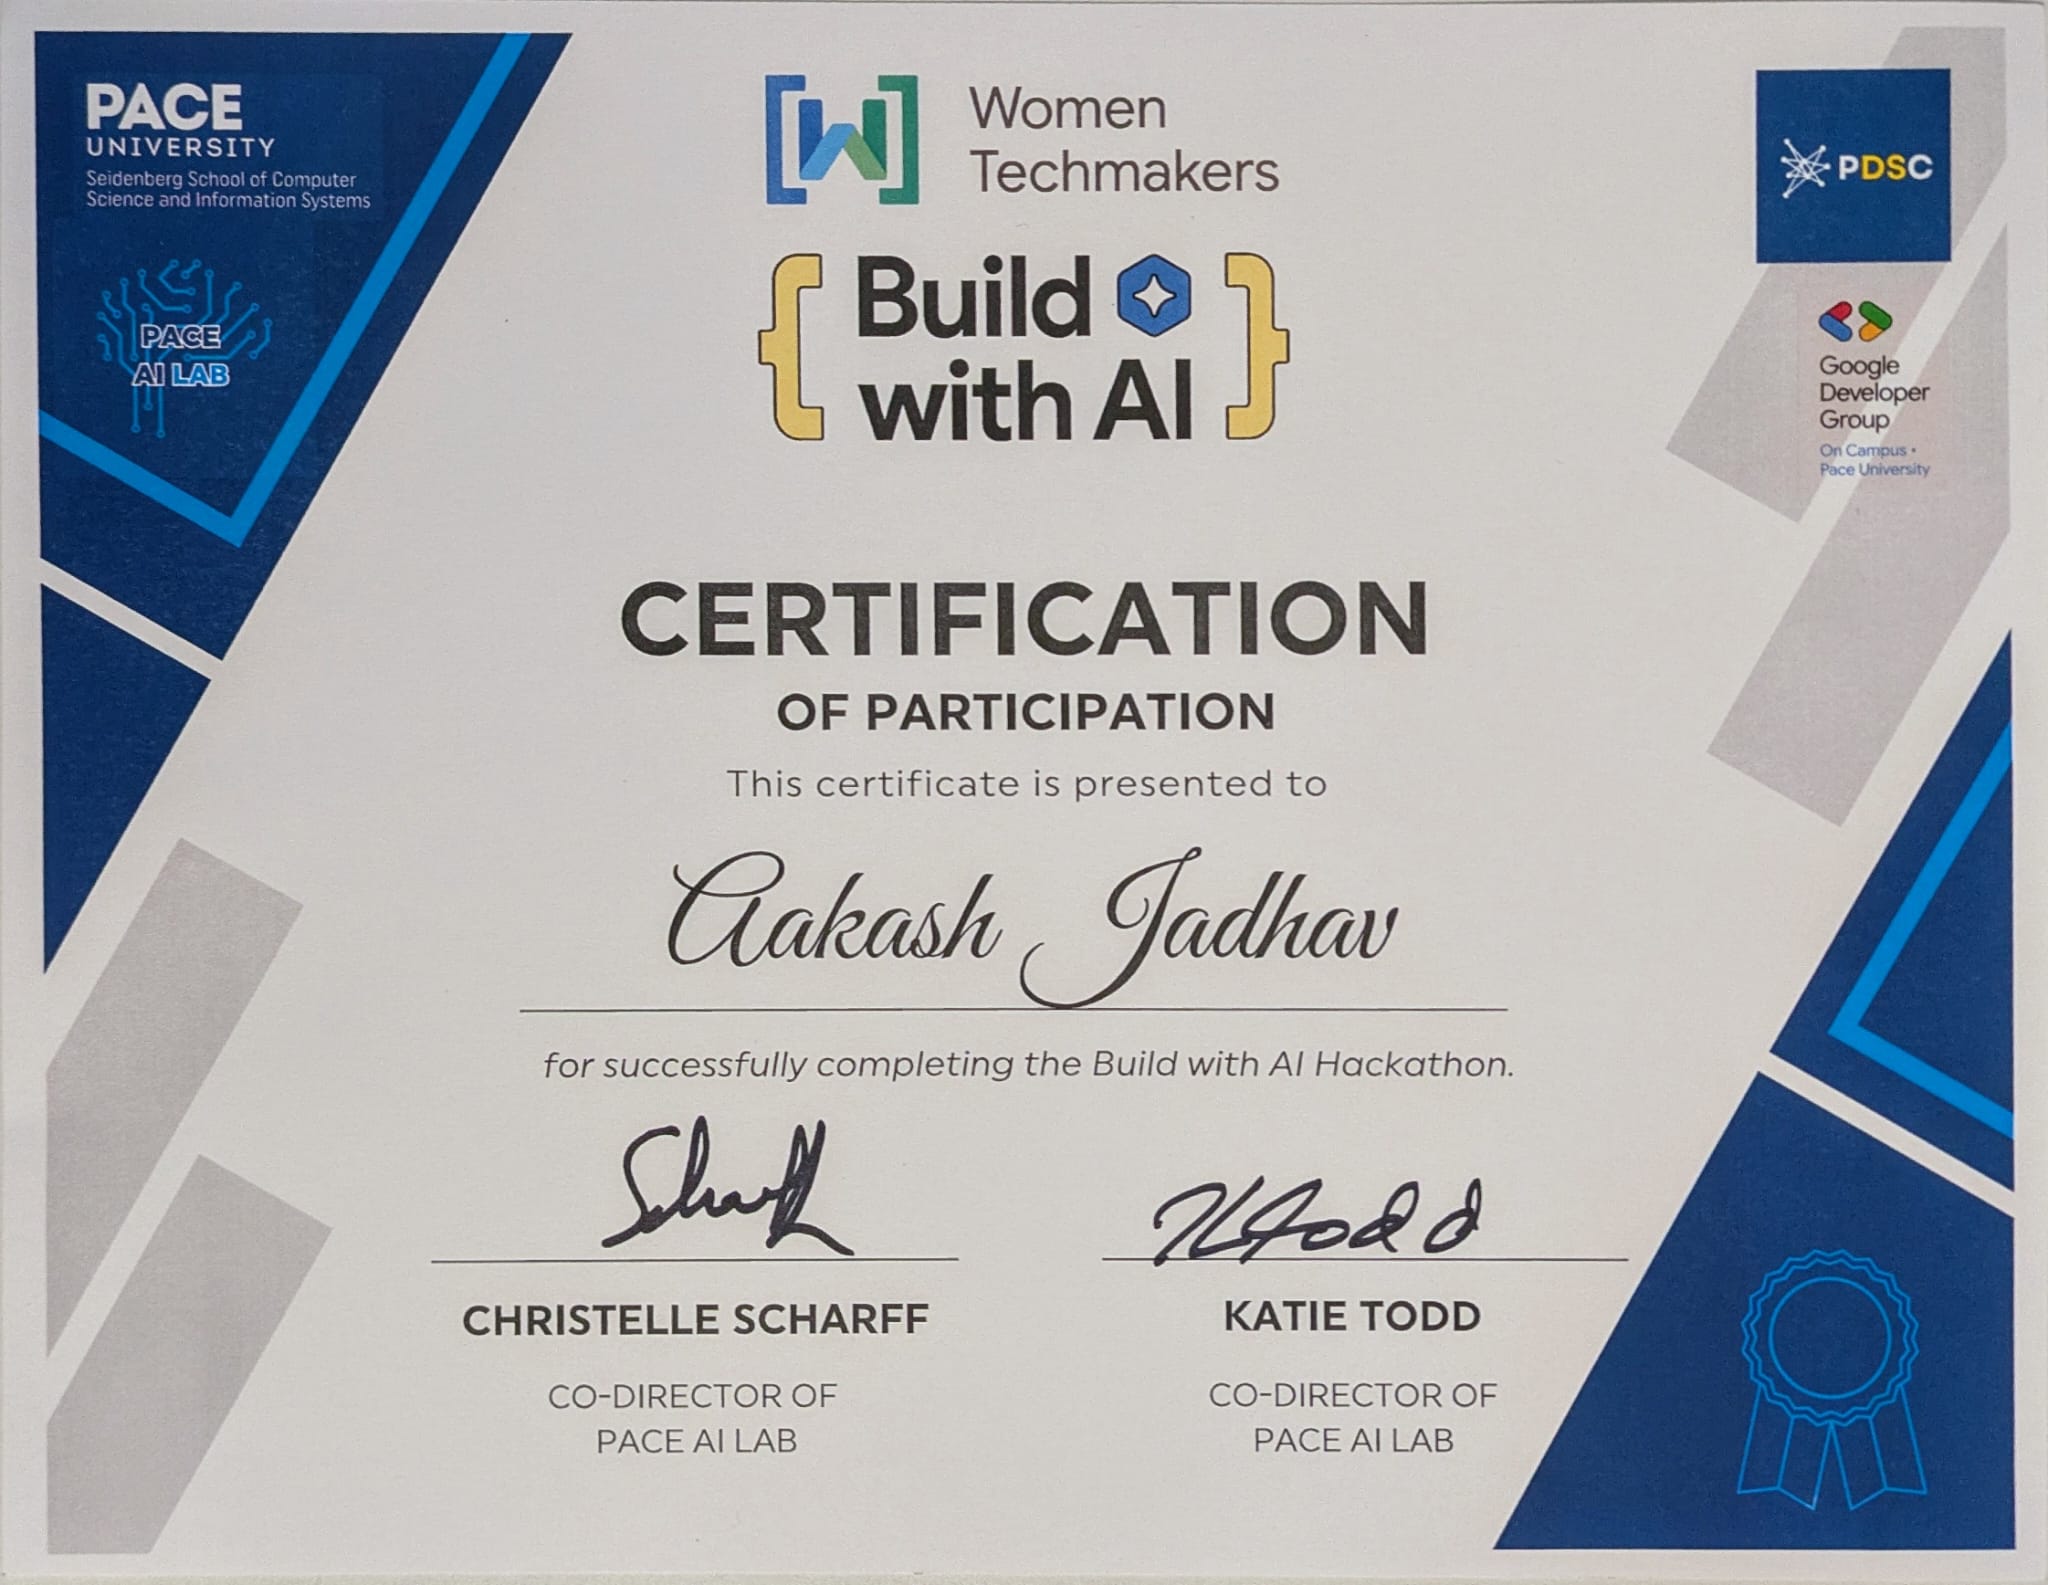 PACE
UNIVERSITY
Seidenberg School of Computer
Science and Information Systems
PACE
AI LAB
Women
Techmakers
Build
with AI
PDSC
Google
Developer
Group
On Campus •
Pace University
CERTIFICATION
OF PARTICIPATION
This certificate is presented to
Aakash Jadhav
for successfully completing the Build with AI Hackathon.
Scharff
KTodd
CHRISTELLE SCHARFF
CO-DIRECTOR OF
PACE AI LAB
KATIE TODD
CO-DIRECTOR OF
PACE AI LAB